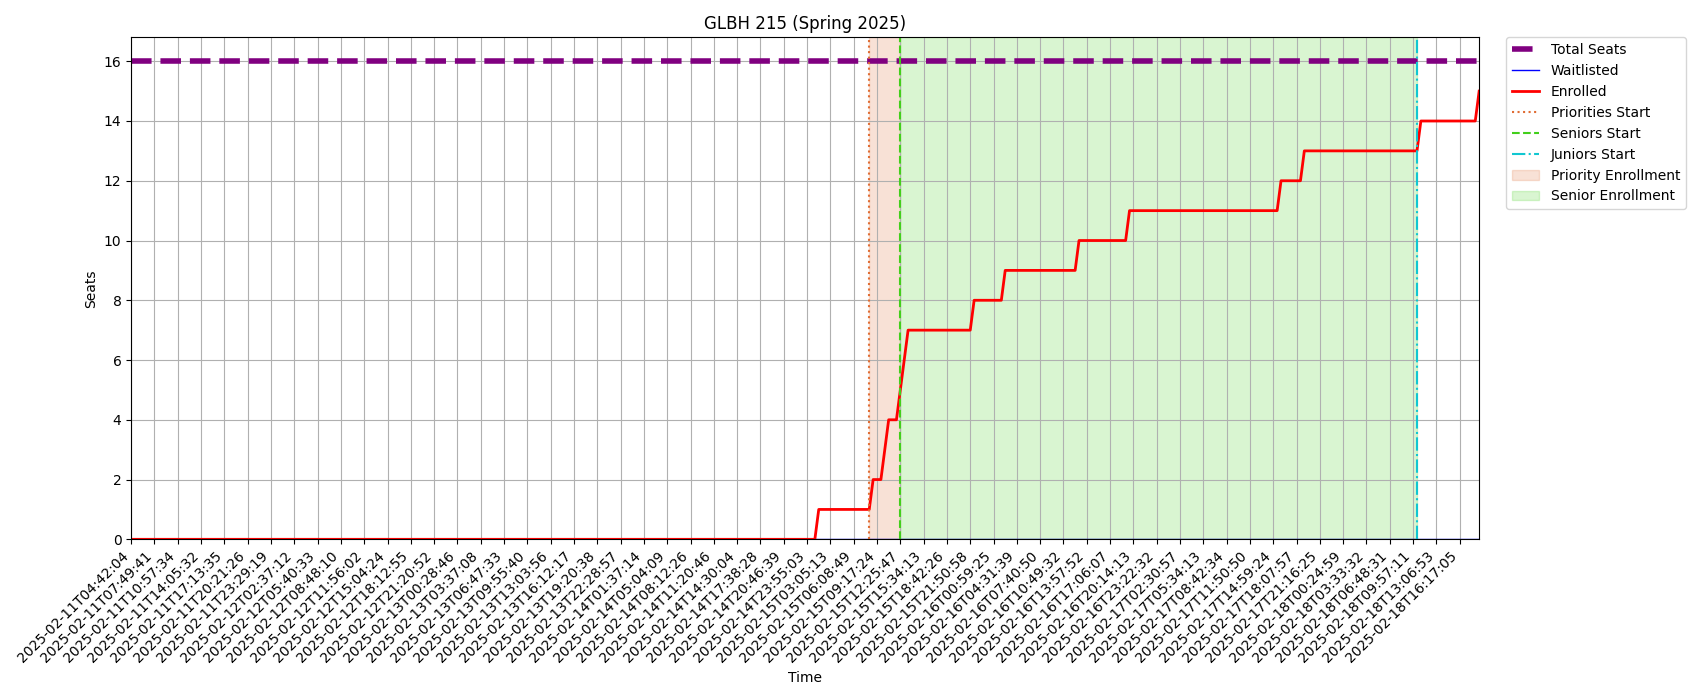 GLBH 215 (Spring 2025)
Total Seats
Waitlisted
Enrolled
Priorities Start
Seniors Start
Juniors Start
Priority Enrollment
Senior Enrollment
Seats
16
14
12
10
8
6
4
2
0
2025-02-11T04:42:04
2025-02-11T07:49:41
2025-02-11T10:57:34
2025-02-11T14:05:32
2025-02-11T17:13:35
2025-02-11T20:21:26
2025-02-11T23:29:19
2025-02-12T02:37:12
2025-02-12T05:40:33
2025-02-12T08:48:10
2025-02-12T11:56:02
2025-02-12T15:04:24
2025-02-12T18:12:55
2025-02-12T21:20:52
2025-02-13T00:28:46
2025-02-13T03:37:08
2025-02-13T06:47:33
2025-02-13T09:55:40
2025-02-13T13:03:56
2025-02-13T16:12:17
2025-02-13T19:20:38
2025-02-13T22:28:57
2025-02-14T01:37:14
2025-02-14T05:04:09
2025-02-14T08:12:26
2025-02-14T11:20:46
2025-02-14T14:30:04
2025-02-14T17:38:28
2025-02-14T20:46:39
2025-02-14T23:55:03
2025-02-15T03:05:13
2025-02-15T06:08:49
2025-02-15T09:17:24
2025-02-15T12:25:47
2025-02-15T15:34:13
2025-02-15T18:42:26
2025-02-15T21:50:58
2025-02-16T00:59:25
2025-02-16T04:31:39
2025-02-16T07:40:50
2025-02-16T10:49:32
2025-02-16T13:57:52
2025-02-16T17:06:07
2025-02-16T20:14:13
2025-02-16T23:22:32
2025-02-17T02:30:57
2025-02-17T05:34:13
2025-02-17T08:42:34
2025-02-17T11:50:50
2025-02-17T14:59:24
2025-02-17T18:07:57
2025-02-17T21:16:25
2025-02-18T00:24:59
2025-02-18T03:33:32
2025-02-18T06:48:31
2025-02-18T09:57:11
2025-02-18T13:06:53
2025-02-18T16:17:05
Time